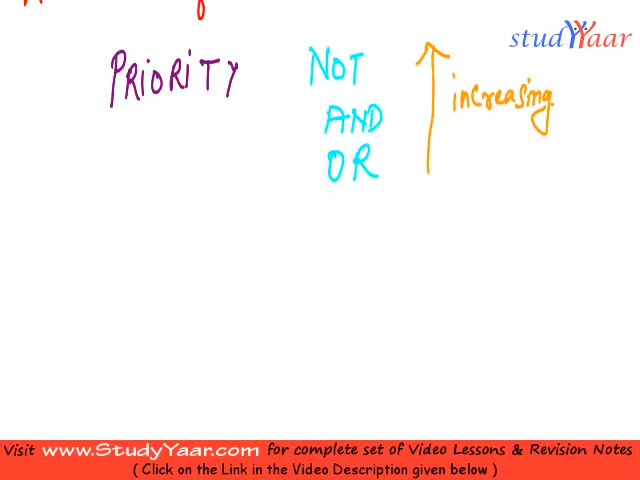 studYYaar
PRIORITY NOT increasing
AND
OR
Visit www.StudyYaar.com for complete set of Video Lessons & Revision Notes
( Click on the Link in the Video Description given below )